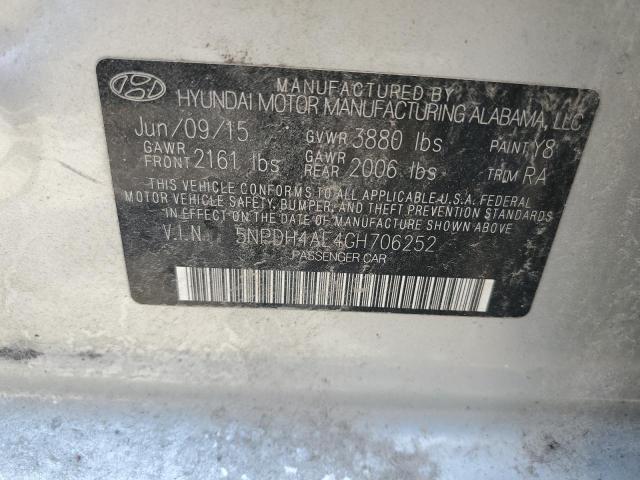 MANUFACTURED BY
HYUNDAI MOTOR MANUFACTURING ALABAMA, LLC
Jun/09/15 GVWR 3880 lbs PAINT Y8
GAWR FRONT 2161 lbs GAWR REAR 2006 lbs TRIM RA
THIS VEHICLE CONFORMS TO ALL APPLICABLE U.S.A. FEDERAL
MOTOR VEHICLE SAFETY, BUMPER, AND THEFT PREVENTION STANDARDS
IN EFFECT ON THE DATE OF MANUFACTURE SHOWN ABOVE.
V.I.N 5NPDH4AL4GH706252
PASSENGER CAR